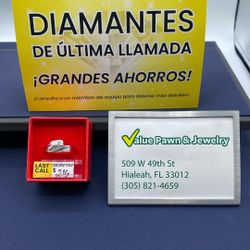 DIAMANTES
DE ÚLTIMA LLAMADA
¡GRANDES AHORROS!
¡Consulta a un miembro del equipo para obtener más detalles!
Value Pawn & Jewelry
509 W 49th St
Hialeah, FL 33012
(305) 821-4659
LAST
CALL
$